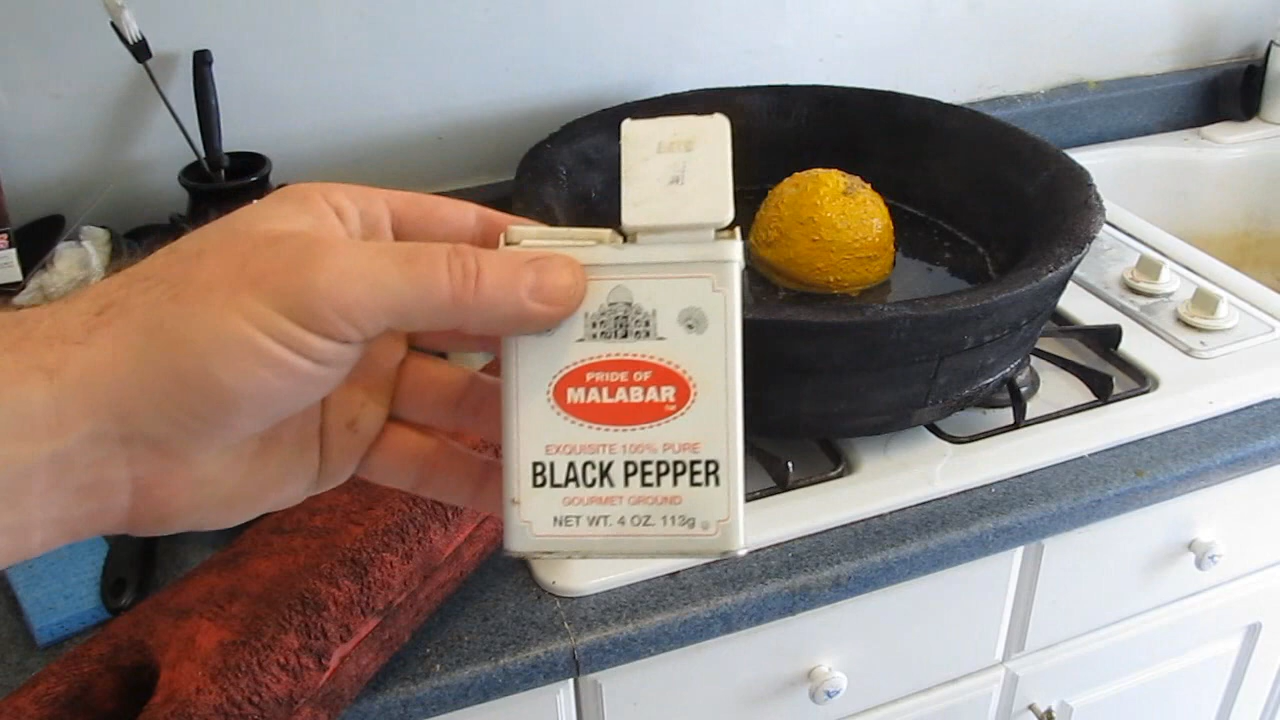 PRIDE OF
MALABAR
EXQUISITE 100% PURE
BLACK PEPPER
GOURMET GROUND
NET WT. 4 OZ. 113g